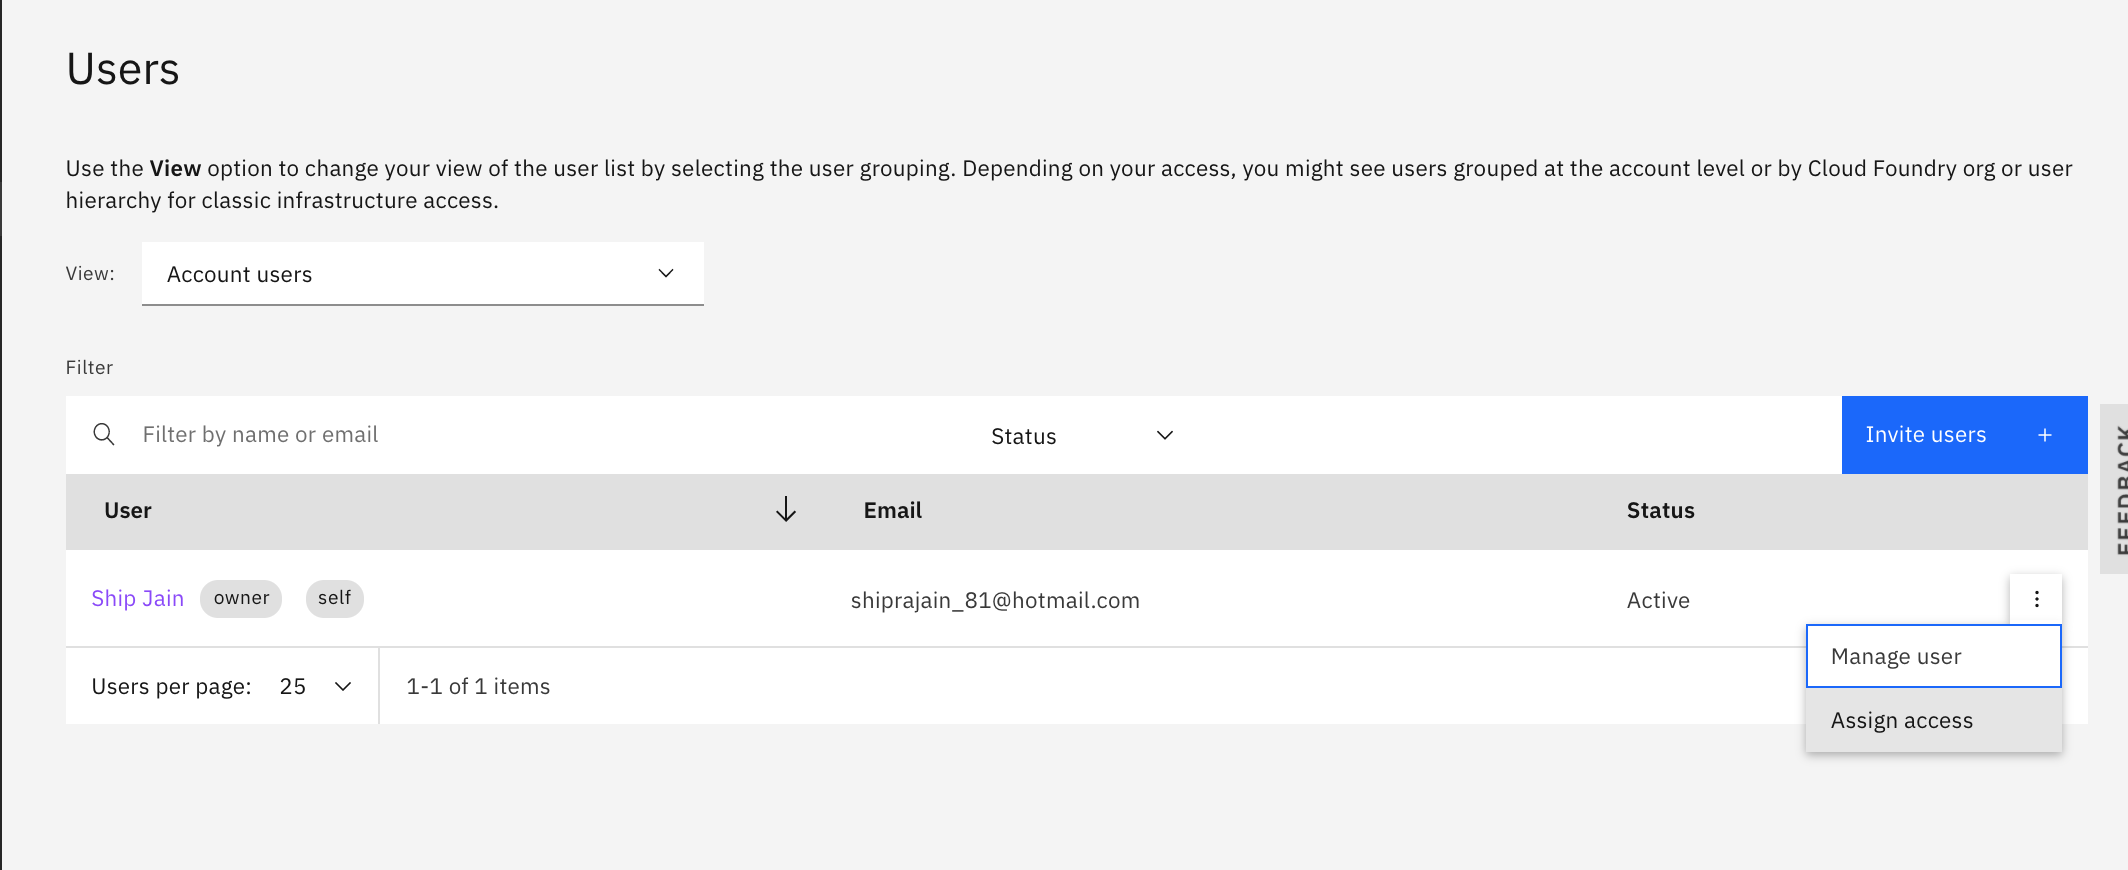 Users
Use the View option to change your view of the user list by selecting the user grouping. Depending on your access, you might see users grouped at the account level or by Cloud Foundry org or user
hierarchy for classic infrastructure access.
View: Account users
Filter
Filter by name or email Status Invite users +
FEEDBACK
User Email Status
Ship Jain owner self shiprajain_81@hotmail.com Active
Manage user
Users per page: 25 1-1 of 1 items
Assign access